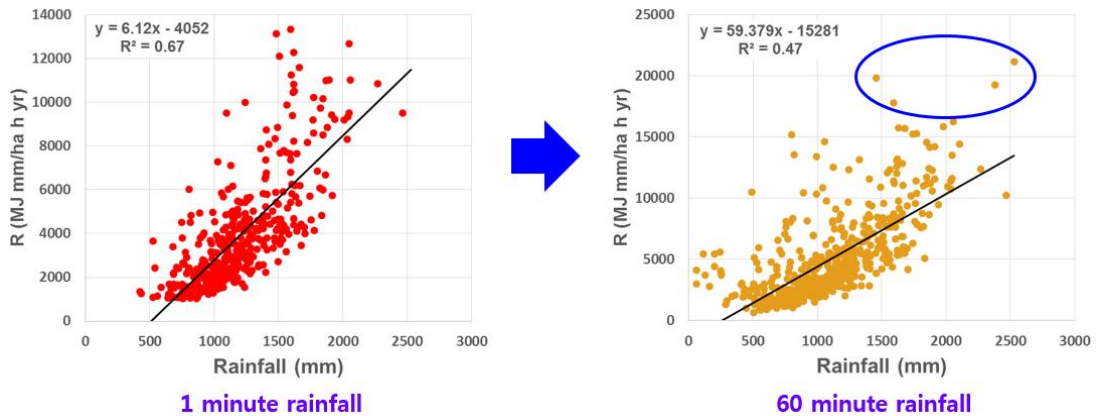 y = 6.12x - 4052
R² = 0.67
14000
12000
10000
8000
6000
4000
2000
0
R (MJ mm/ha h yr)
0 500 1000 1500 2000 2500 3000
Rainfall (mm)
1 minute rainfall
y = 59.379x - 15281
R² = 0.47
25000
20000
15000
10000
5000
0
R (MJ mm/ha h yr)
0 500 1000 1500 2000 2500 3000
Rainfall (mm)
60 minute rainfall